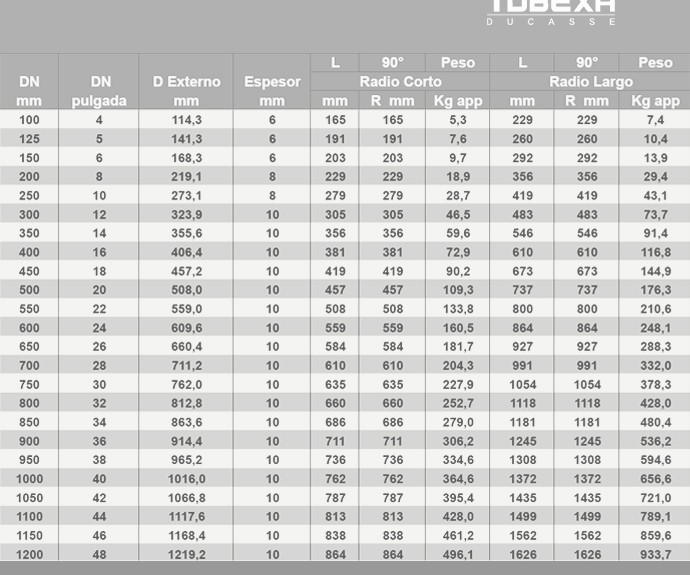 TUBEXA
DUCASSE
L 90° Peso L 90° Peso
DN DN D Externo Espesor Radio Corto Radio Largo
mm pulgada mm mm mm R mm Kg app mm R mm Kg app
100 4 114,3 6 165 165 5,3 229 229 7,4
125 5 141,3 6 191 191 7,6 260 260 10,4
150 6 168,3 6 203 203 9,7 292 292 13,9
200 8 219,1 8 229 229 18,9 356 356 29,4
250 10 273,1 8 279 279 28,7 419 419 43,1
300 12 323,9 10 305 305 46,5 483 483 73,7
350 14 355,6 10 356 356 59,6 546 546 91,4
400 16 406,4 10 381 381 72,9 610 610 116,8
450 18 457,2 10 419 419 90,2 673 673 144,9
500 20 508,0 10 457 457 109,3 737 737 176,3
550 22 559,0 10 508 508 133,8 800 800 210,6
600 24 609,6 10 559 559 160,5 864 864 248,1
650 26 660,4 10 584 584 181,7 927 927 288,3
700 28 711,2 10 610 610 204,3 991 991 332,0
750 30 762,0 10 635 635 227,9 1054 1054 378,3
800 32 812,8 10 660 660 252,7 1118 1118 428,0
850 34 863,6 10 686 686 279,0 1181 1181 480,4
900 36 914,4 10 711 711 306,2 1245 1245 536,2
950 38 965,2 10 736 736 334,6 1308 1308 594,6
1000 40 1016,0 10 762 762 364,6 1372 1372 656,6
1050 42 1066,8 10 787 787 395,4 1435 1435 721,0
1100 44 1117,6 10 813 813 428,0 1499 1499 789,1
1150 46 1168,4 10 838 838 461,2 1562 1562 859,6
1200 48 1219,2 10 864 864 496,1 1626 1626 933,7